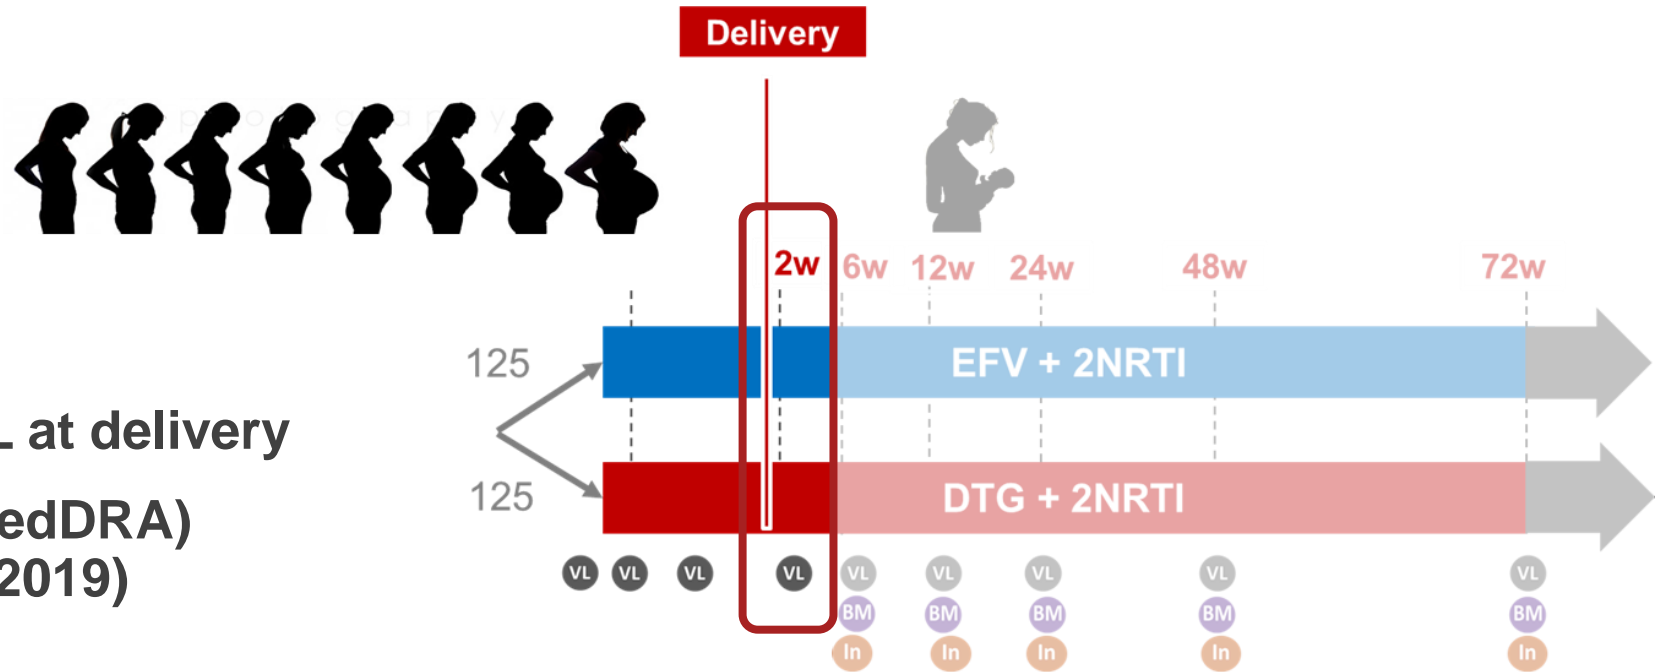 Delivery
2w 6w 12w 24w 48w 72w
125
EFV + 2NRTI
L at delivery
125
DTG + 2NRTI
edDRA)
2019)
VL VL VL VL VL VL VL VL VL
BM BM BM BM BM
In In In In In